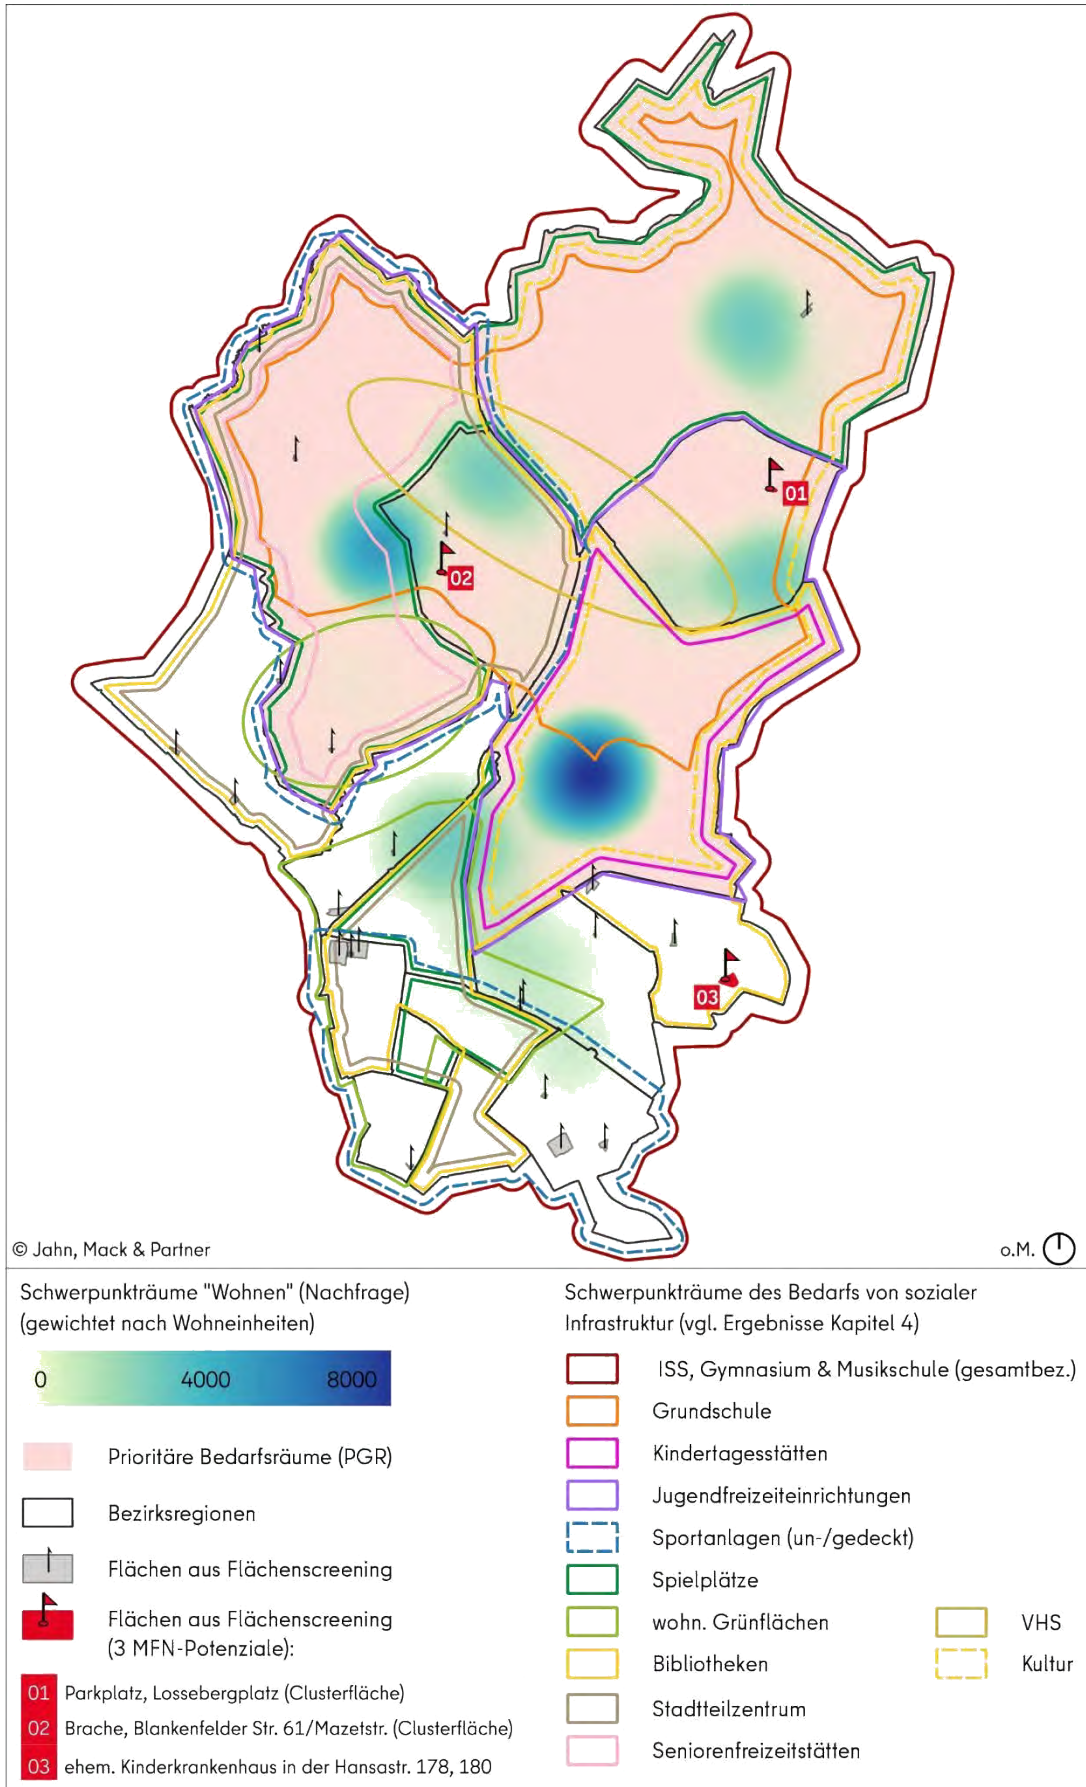 01
02
03
© Jahn, Mack & Partner
o.M.
Schwerpunkträume "Wohnen" (Nachfrage)
(gewichtet nach Wohneinheiten)
0 4000 8000
Prioritäre Bedarfsräume (PGR)
Bezirksregionen
Flächen aus Flächenscreening
Flächen aus Flächenscreening
(3 MFN-Potenziale):
01 Parkplatz, Lossebergplatz (Clusterfläche)
02 Brache, Blankenfelder Str. 61/Mazetstr. (Clusterfläche)
03 ehem. Kinderkrankenhaus in der Hansastr. 178, 180
Schwerpunkträume des Bedarfs von sozialer
Infrastruktur (vgl. Ergebnisse Kapitel 4)
ISS, Gymnasium & Musikschule (gesamtbez.)
Grundschule
Kindertagesstätten
Jugendfreizeiteinrichtungen
Sportanlagen (un-/gedeckt)
Spielplätze
wohn. Grünflächen
Bibliotheken
Stadtteilzentrum
Seniorenfreizeitstätten
VHS
Kultur